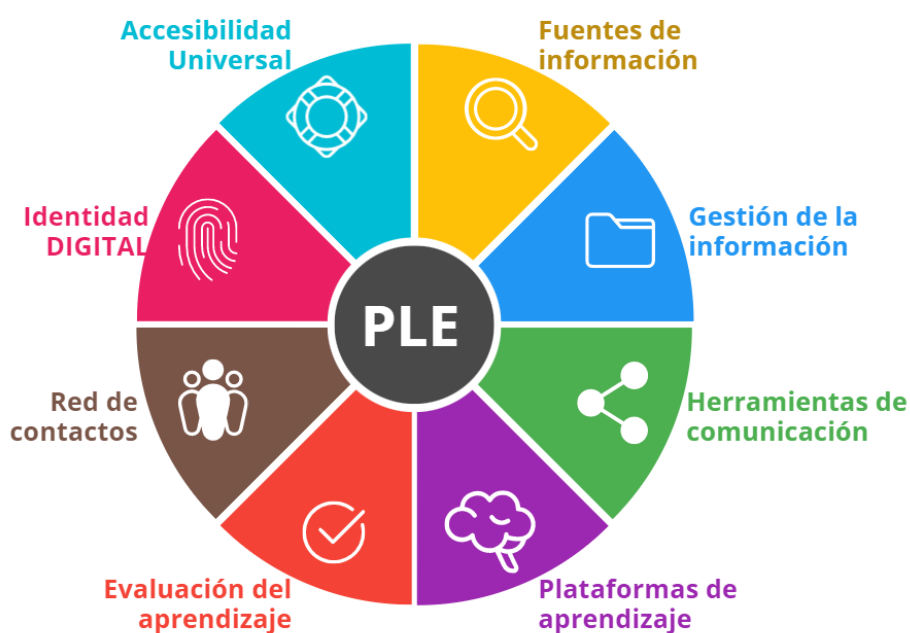 Accesibilidad
Universal
Fuentes de
información
Identidad
DIGITAL
Gestión de la
información
PLE
Red de
contactos
Herramientas de
comunicación
Evaluación del
aprendizaje
Plataformas de
aprendizaje